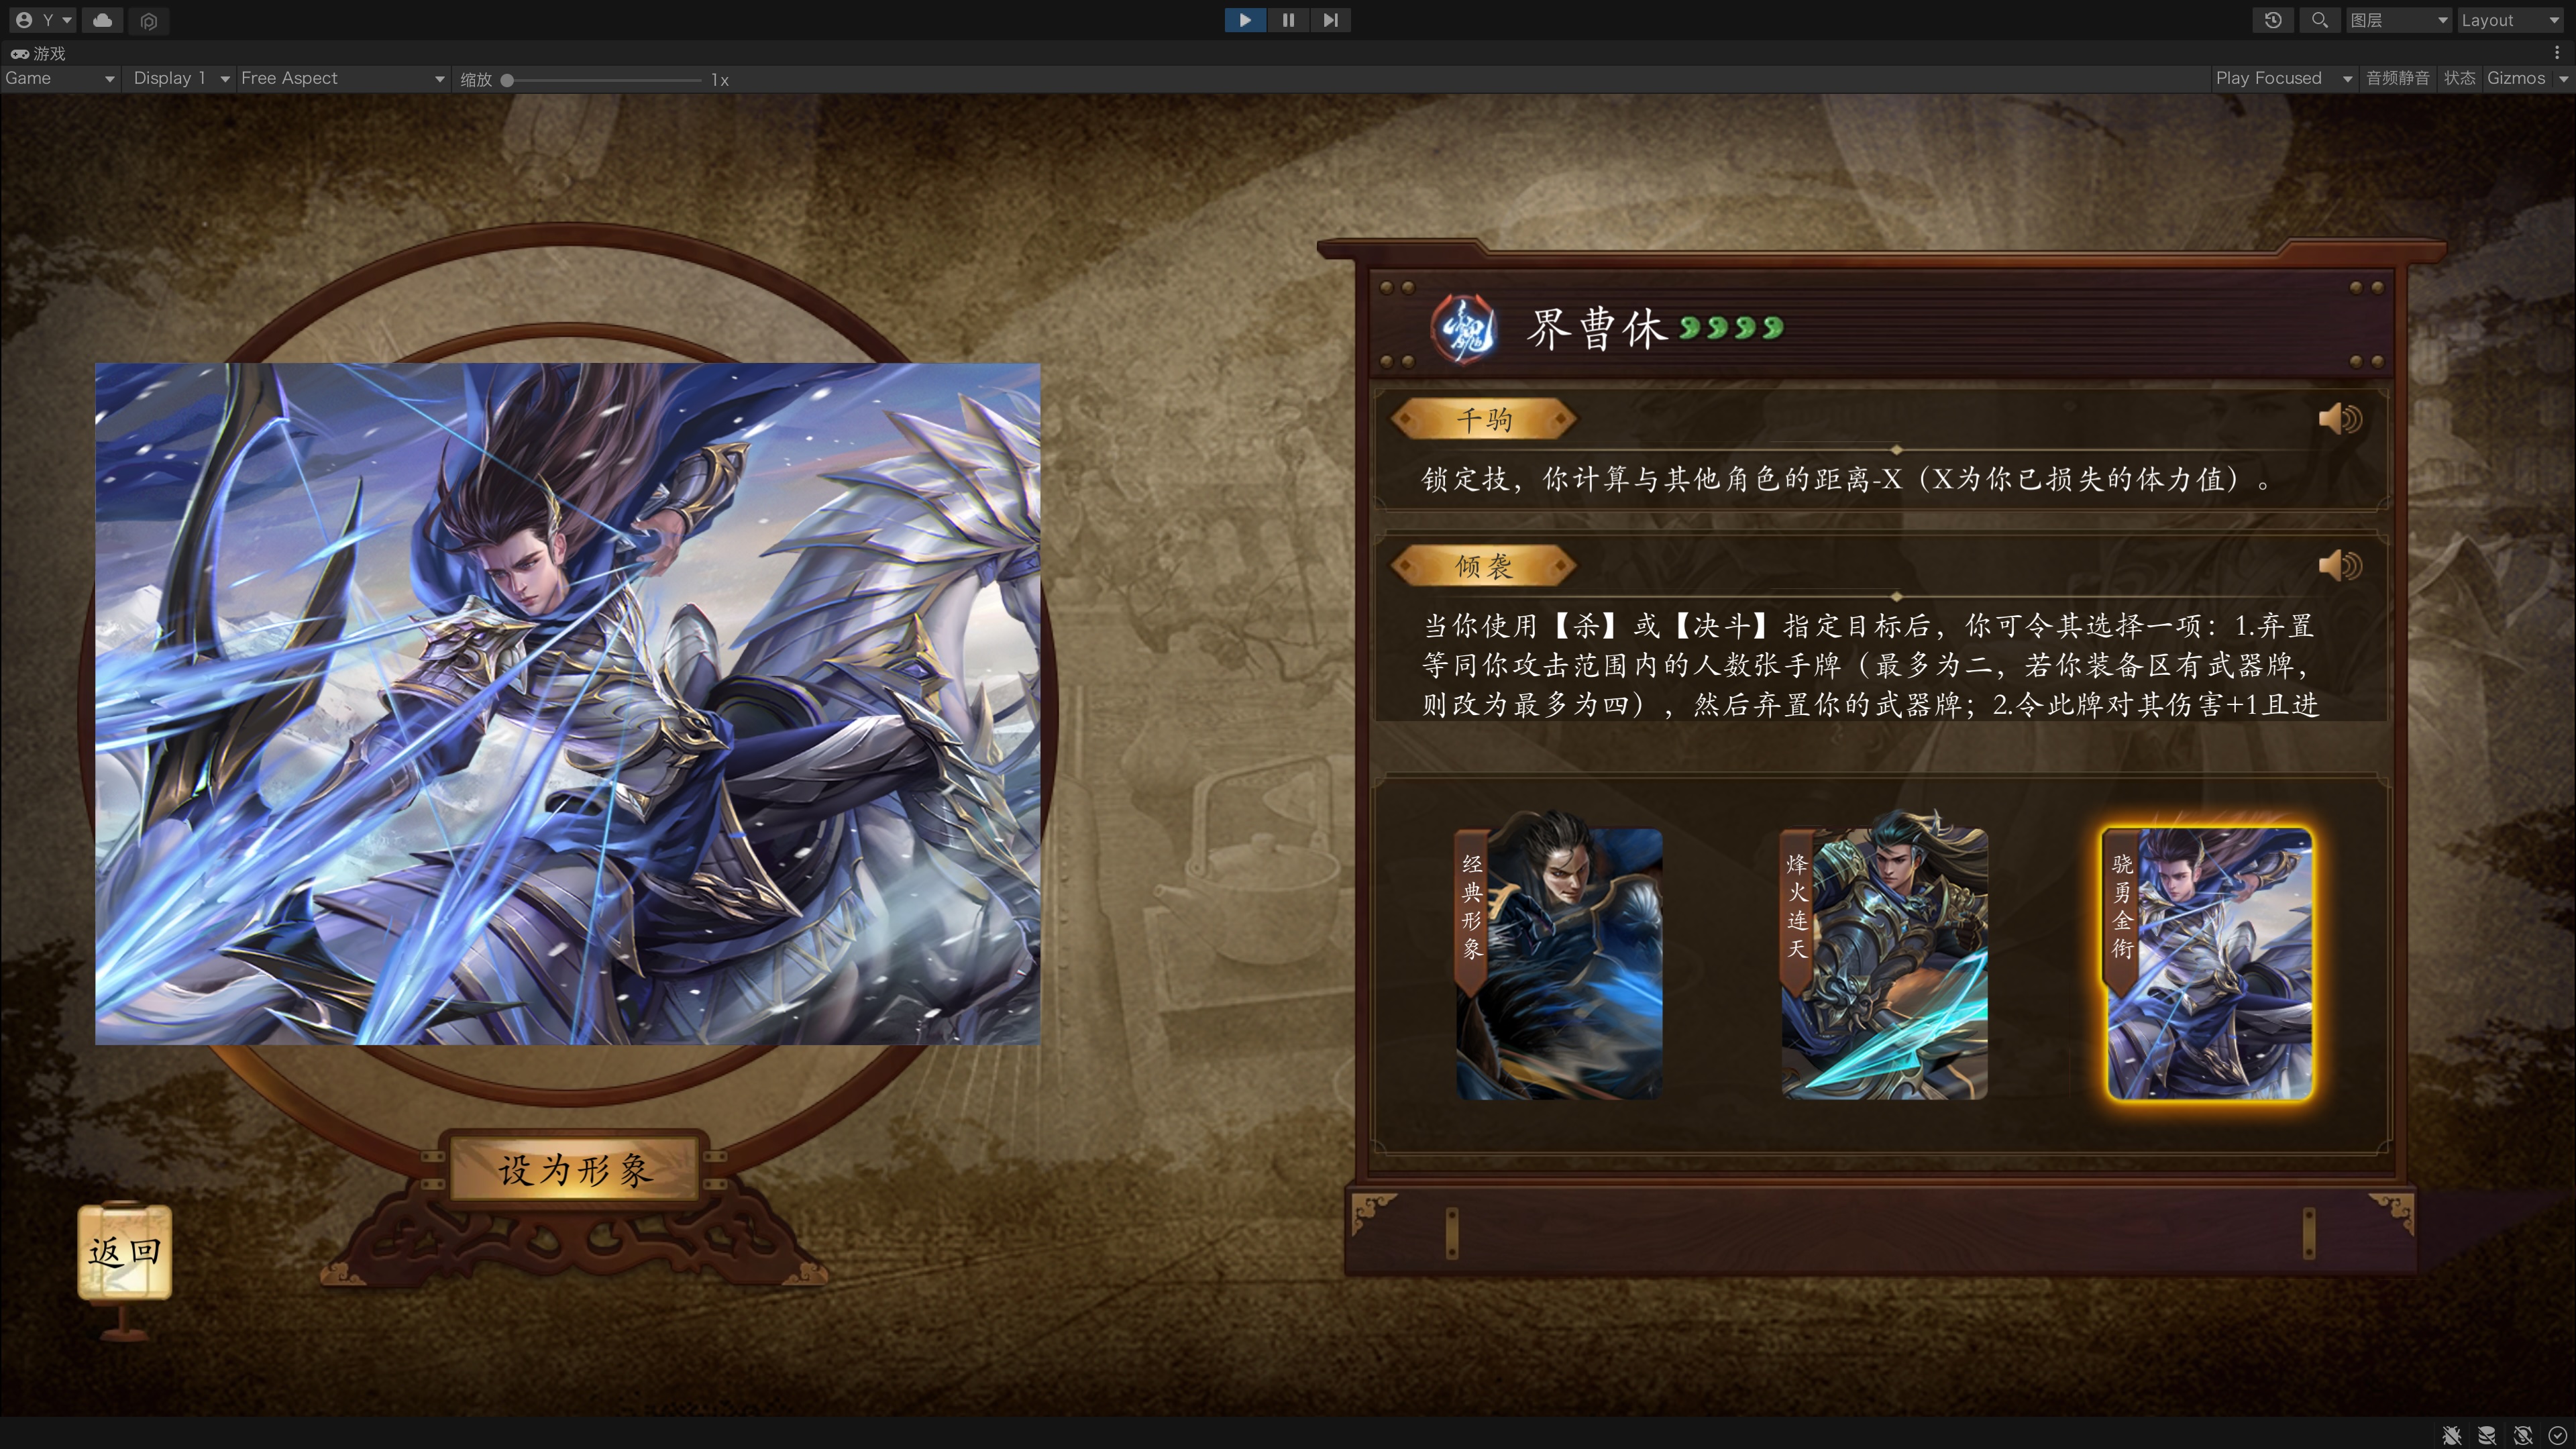 Y
图层
Layout
游戏
Game
Display 1
Free Aspect
缩放
1x
Play Focused
音频静音
状态
Gizmos
魏
界曹休
千驹
锁定技，你计算与其他角色的距离-X（X为你已损失的体力值）。
倾袭
当你使用【杀】或【决斗】指定目标后，你可令其选择一项：1.弃置
等同你攻击范围内的人数张手牌（最多为二，若你装备区有武器牌，
则改为最多为四），然后弃置你的武器牌；2.令此牌对其伤害+1且进
经典形象
烽火连天
骁勇金衔
设为形象
返回